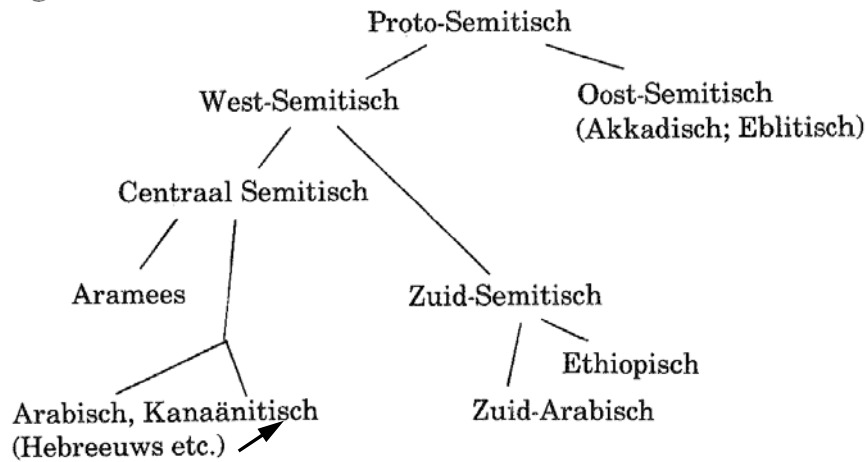 Proto-Semitisch
West-Semitisch
Oost-Semitisch
(Akkadisch; Eblitisch)
Centraal Semitisch
Aramees
Zuid-Semitisch
Ethiopisch
Arabisch, Kanaänitisch
(Hebreeuws etc.)
Zuid-Arabisch